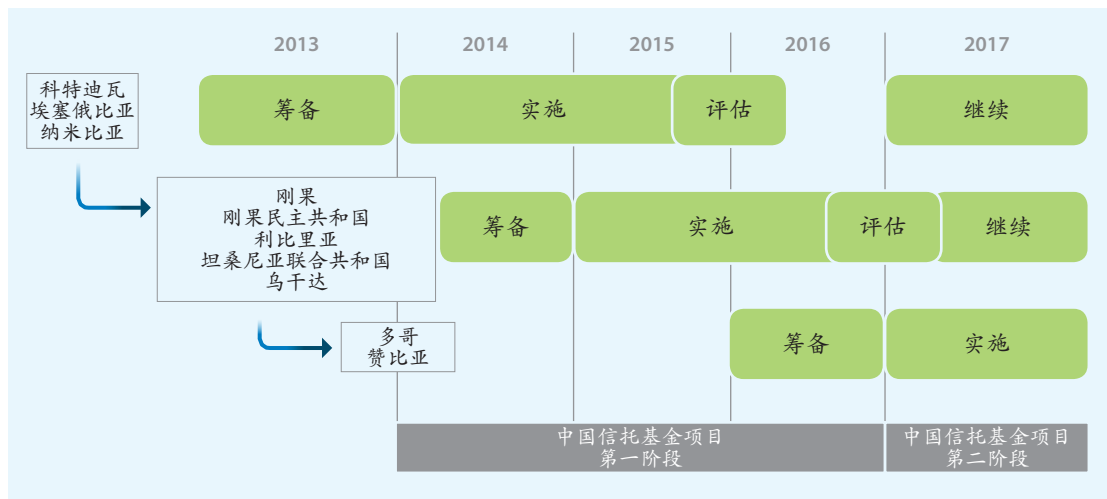 2013
2014
2015
2016
2017
科特迪瓦
埃塞俄比亚
纳米比亚
筹备
实施
评估
继续
刚果
刚果民主共和国
利比里亚
坦桑尼亚联合共和国
乌干达
筹备
实施
评估
继续
多哥
赞比亚
筹备
实施
中国信托基金项目
第一阶段
中国信托基金项目
第二阶段